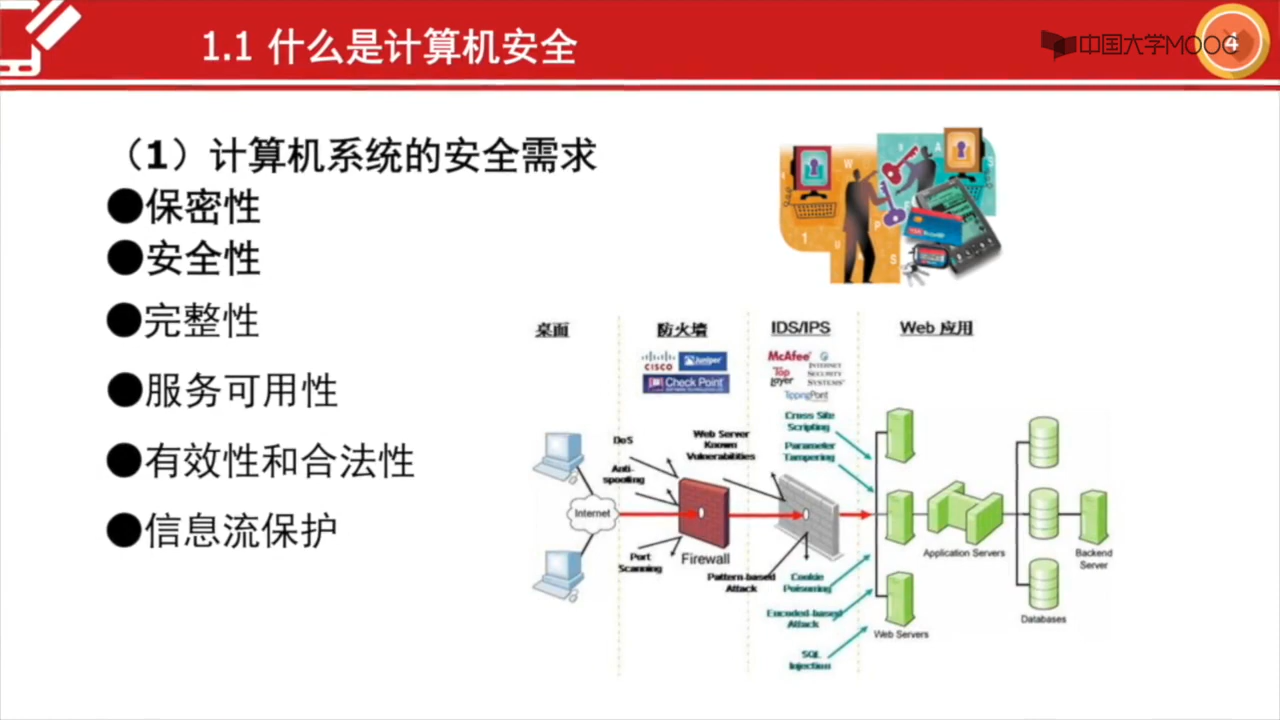 1.1 什么是计算机安全
中国大学MOOC
4
（1）计算机系统的安全需求
●保密性
●安全性
●完整性
●服务可用性
●有效性和合法性
●信息流保护
桌面
防火墙
IDS/IPS
Web 应用
CISCO
Juniper
Check Point
McAfee
INTERNET
SECURITY
SYSTEMS
Top
Layer
TippingPoint
Cross Site
Scripting
Parameter
Tampering
DoS
Anti-
spoofing
Web Server
Known
Vulnerabilities
Internet
Port
Scanning
Firewall
Pattern-based
Attack
Cookie
Poisoning
Encoded-based
Attack
SQL
Injection
Web Servers
Application Servers
Databases
Backend
Server